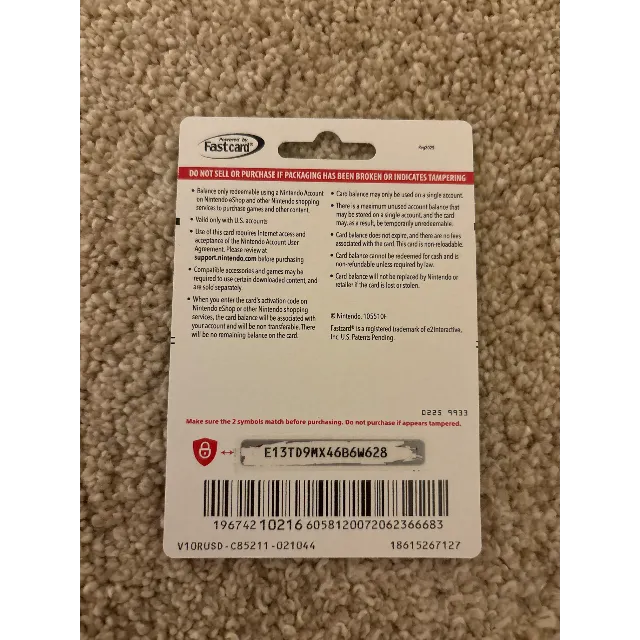 Powered by
Fastcard®
DO NOT SELL OR PURCHASE IF PACKAGING HAS BEEN BROKEN OR INDICATES TAMPERING
• Balance only redeemable using a Nintendo Account
on Nintendo eShop and other Nintendo shopping
services to purchase games and other content.
• Valid only with U.S. accounts
• Use of this card requires Internet access and
acceptance of the Nintendo Account User
Agreement. Please review at
support.nintendo.com before purchasing
• Compatible accessories and games may be
required to use certain downloaded content, and
are sold separately
• When you enter the card's activation code on
Nintendo eShop or other Nintendo shopping
services, the card balance will be associated with
your account and will be non transferable. There
will be no remaining balance on the card.
• Card balance may only be used on a single account.
• There is a maximum unused account balance that
may be stored on a single account, and the card
may, as a result, be temporarily unredeemable.
• Card balance does not expire, and there are no fees
associated with the card. This card is non-reloadable.
• Card balance cannot be redeemed for cash and is
non-refundable unless required by law.
• Card balance will not be replaced by Nintendo or
retailer if the card is lost or stolen.
© Nintendo. 105510F
Fastcard® is a registered trademark of e2interactive,
Inc. U.S. Patents Pending.
0225 9933
Make sure the 2 symbols match before purchasing. Do not purchase if appears tampered.
E13TD9MX46B6W628
196742 10216 6058120072062366683
V10RUSD-C85211-021044
18615267127